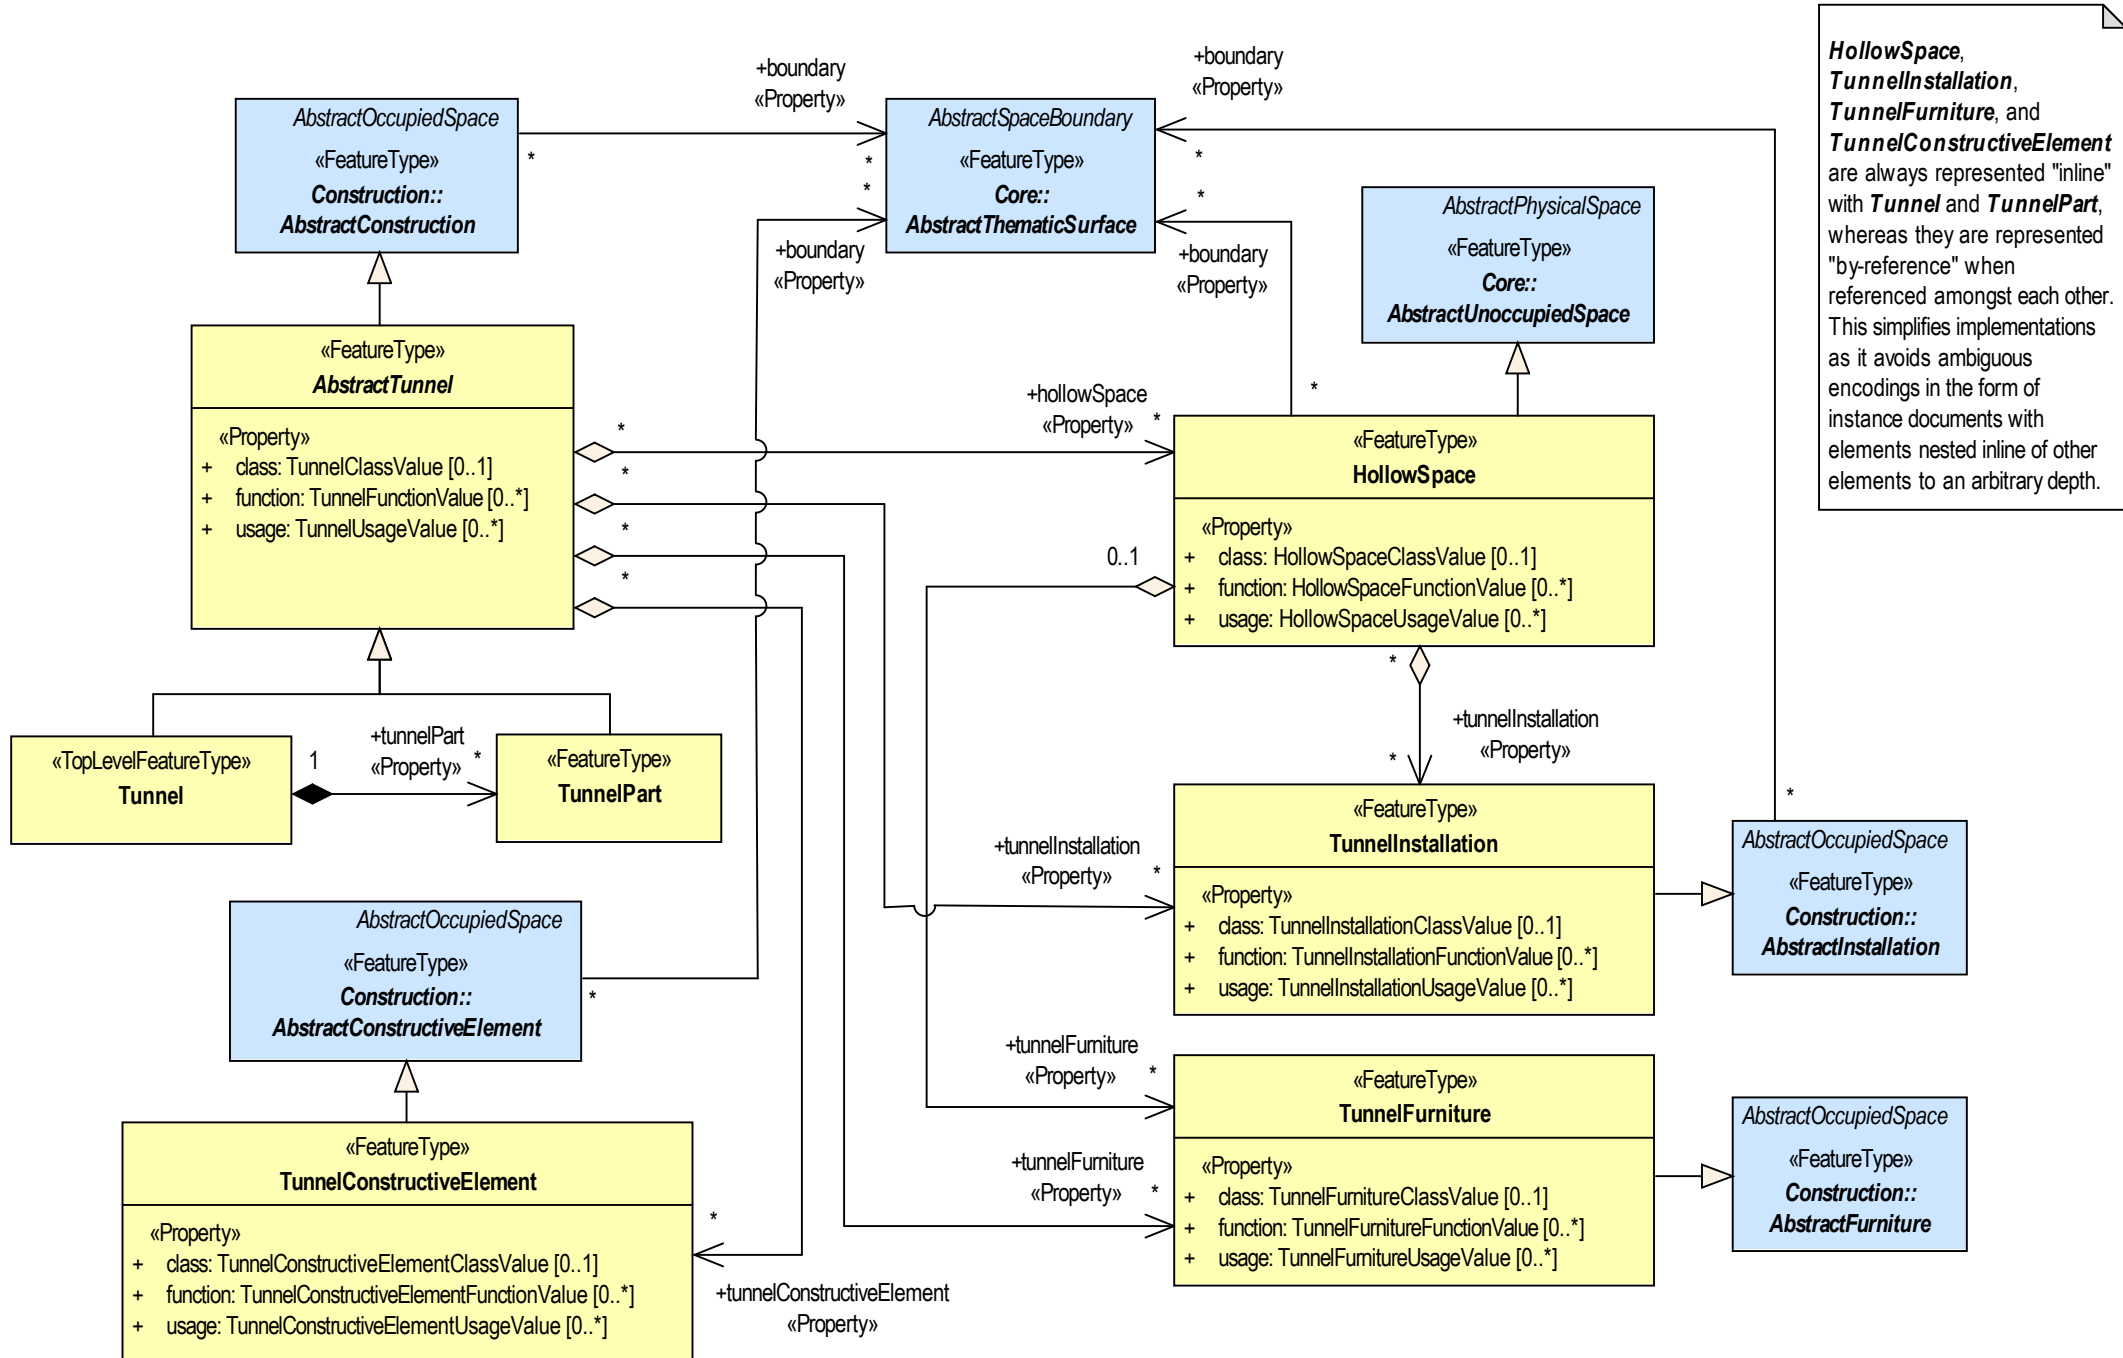 +boundary
«Property»
+boundary
«Property»
HollowSpace,
TunnelInstallation,
TunnelFurniture, and
TunnelConstructiveElement
are always represented "inline"
with Tunnel and TunnelPart,
whereas they are represented
"by-reference" when
referenced amongst each other.
This simplifies implementations
as it avoids ambiguous
encodings in the form of
instance documents with
elements nested inline of other
elements to an arbitrary depth.
AbstractOccupiedSpace
«FeatureType»
Construction::
AbstractConstruction
*
*
*
AbstractSpaceBoundary
«FeatureType»
Core::
AbstractThematicSurface
*
*
+boundary
«Property»
+boundary
«Property»
AbstractPhysicalSpace
«FeatureType»
Core::
AbstractUnoccupiedSpace
«FeatureType»
AbstractTunnel
«Property»
+ class: TunnelClassValue [0..1]
+ function: TunnelFunctionValue [0..*]
+ usage: TunnelUsageValue [0..*]
*
*
*
*
+hollowSpace
«Property»
*
*
«FeatureType»
HollowSpace
«Property»
+ class: HollowSpaceClassValue [0..1]
+ function: HollowSpaceFunctionValue [0..*]
+ usage: HollowSpaceUsageValue [0..*]
0..1
*
+tunnelInstallation
«Property»
*
«TopLevelFeatureType»
Tunnel
1
+tunnelPart
«Property»
*
«FeatureType»
TunnelPart
+tunnelInstallation
«Property»
*
«FeatureType»
TunnelInstallation
«Property»
+ class: TunnelInstallationClassValue [0..1]
+ function: TunnelInstallationFunctionValue [0..*]
+ usage: TunnelInstallationUsageValue [0..*]
*
AbstractOccupiedSpace
«FeatureType»
Construction::
AbstractInstallation
AbstractOccupiedSpace
«FeatureType»
Construction::
AbstractConstructiveElement
*
+tunnelFurniture
«Property»
*
+tunnelFurniture
«Property»
*
«FeatureType»
TunnelFurniture
«Property»
+ class: TunnelFurnitureClassValue [0..1]
+ function: TunnelFurnitureFunctionValue [0..*]
+ usage: TunnelFurnitureUsageValue [0..*]
AbstractOccupiedSpace
«FeatureType»
Construction::
AbstractFurniture
«FeatureType»
TunnelConstructiveElement
«Property»
+ class: TunnelConstructiveElementClassValue [0..1]
+ function: TunnelConstructiveElementFunctionValue [0..*]
+ usage: TunnelConstructiveElementUsageValue [0..*]
*
+tunnelConstructiveElement
«Property»